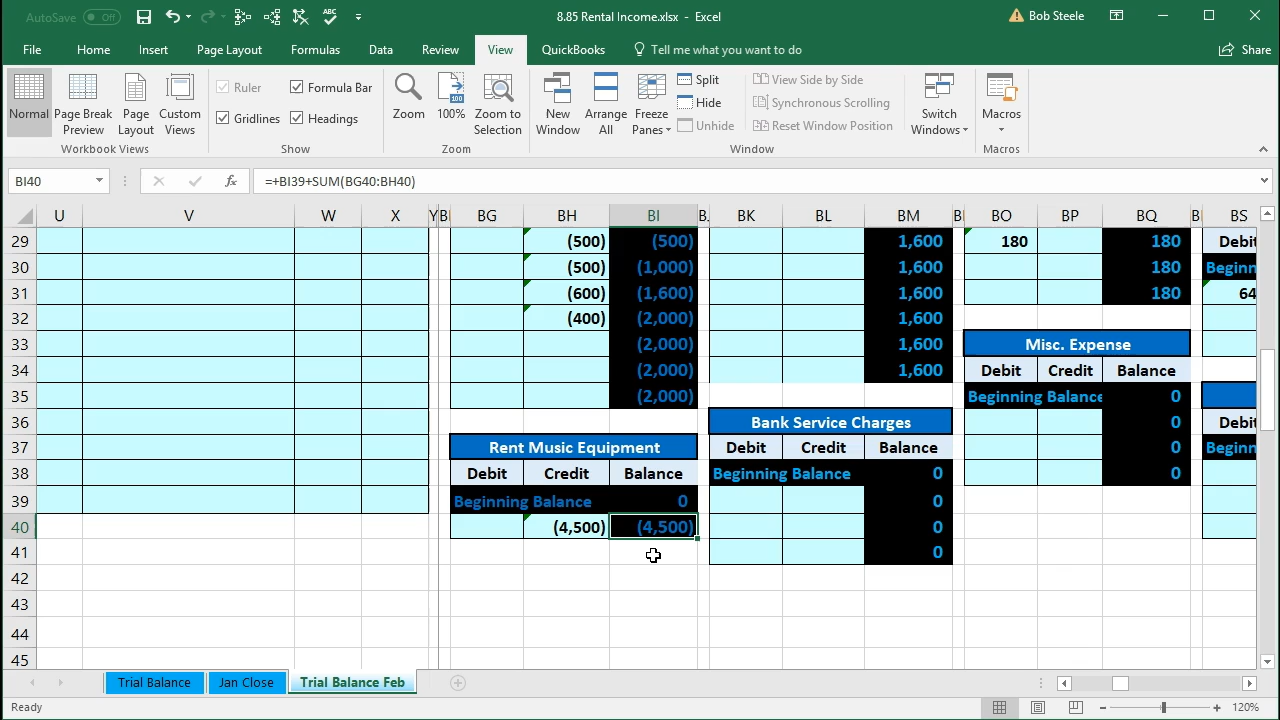 AutoSave Off 8.85 Rental Income.xlsx - Excel Bob Steele
File Home Insert Page Layout Formulas Data Review View QuickBooks Tell me what you want to do Share
Normal Page Break Preview Page Layout Custom Views
Ruler Formula Bar
Gridlines Headings
Zoom 100% Zoom to Selection
New Window Arrange All Freeze Panes
Split View Side by Side
Hide Synchronous Scrolling
Unhide Reset Window Position
Switch Windows Macros
Workbook Views Show Zoom Window Macros
BI40 fx =+BI39+SUM(BG40:BH40)
U V W X Y BG BH BI B. BK BL BM BO BP BQ BS
29 (500) (500) 1,600 180 180 Debit
30 (500) (1,000) 1,600 180 Beginn
31 (600) (1,600) 1,600 180 64
32 (400) (2,000) 1,600
33 (2,000) 1,600 Misc. Expense
34 (2,000) 1,600 Debit Credit Balance
35 (2,000) Beginning Balance 0
36 Bank Service Charges 0 Debit
37 Rent Music Equipment Debit Credit Balance 0 Beginn
38 Debit Credit Balance Beginning Balance 0 0
39 Beginning Balance 0 0
40 (4,500) (4,500) 0
41 0
42
43
44
45
Trial Balance Jan Close Trial Balance Feb
Ready 120%